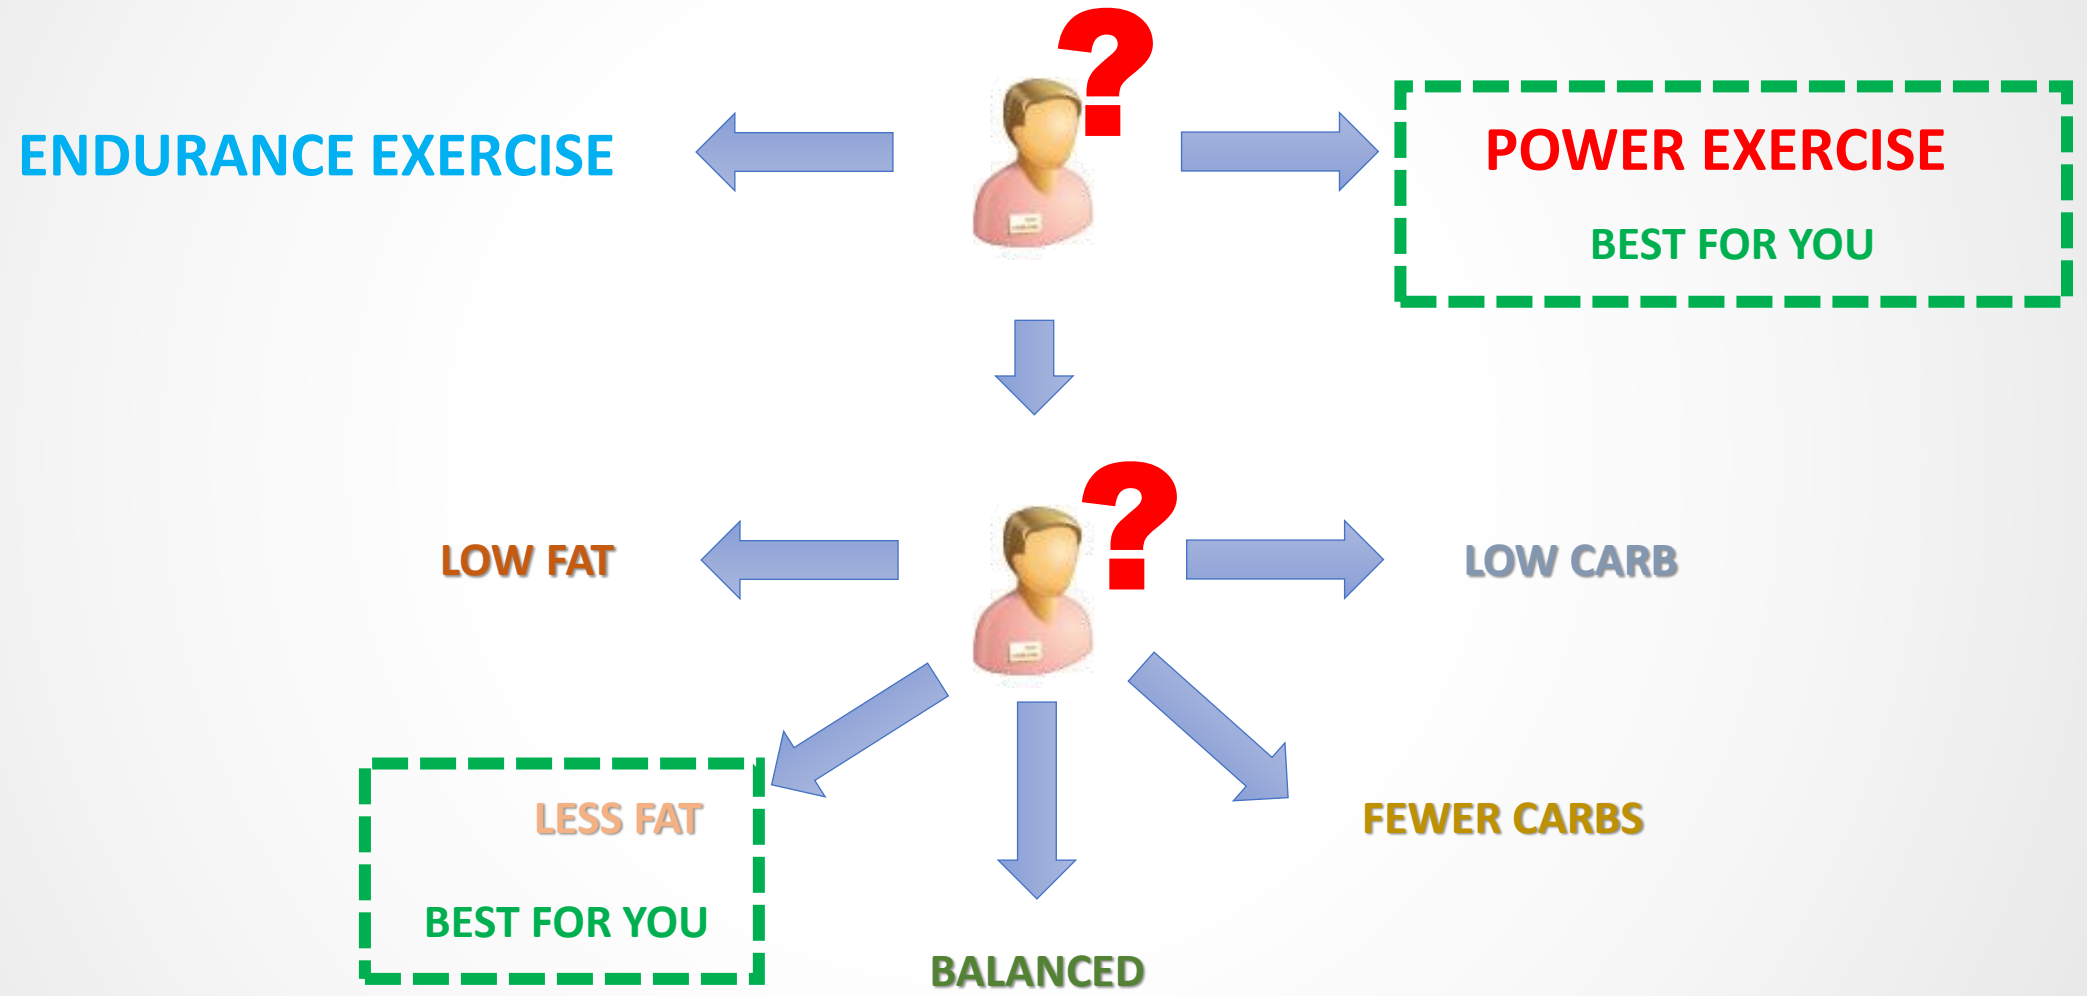 ?
ENDURANCE EXERCISE
POWER EXERCISE
BEST FOR YOU
?
LOW FAT
LOW CARB
LESS FAT
FEWER CARBS
BEST FOR YOU
BALANCED